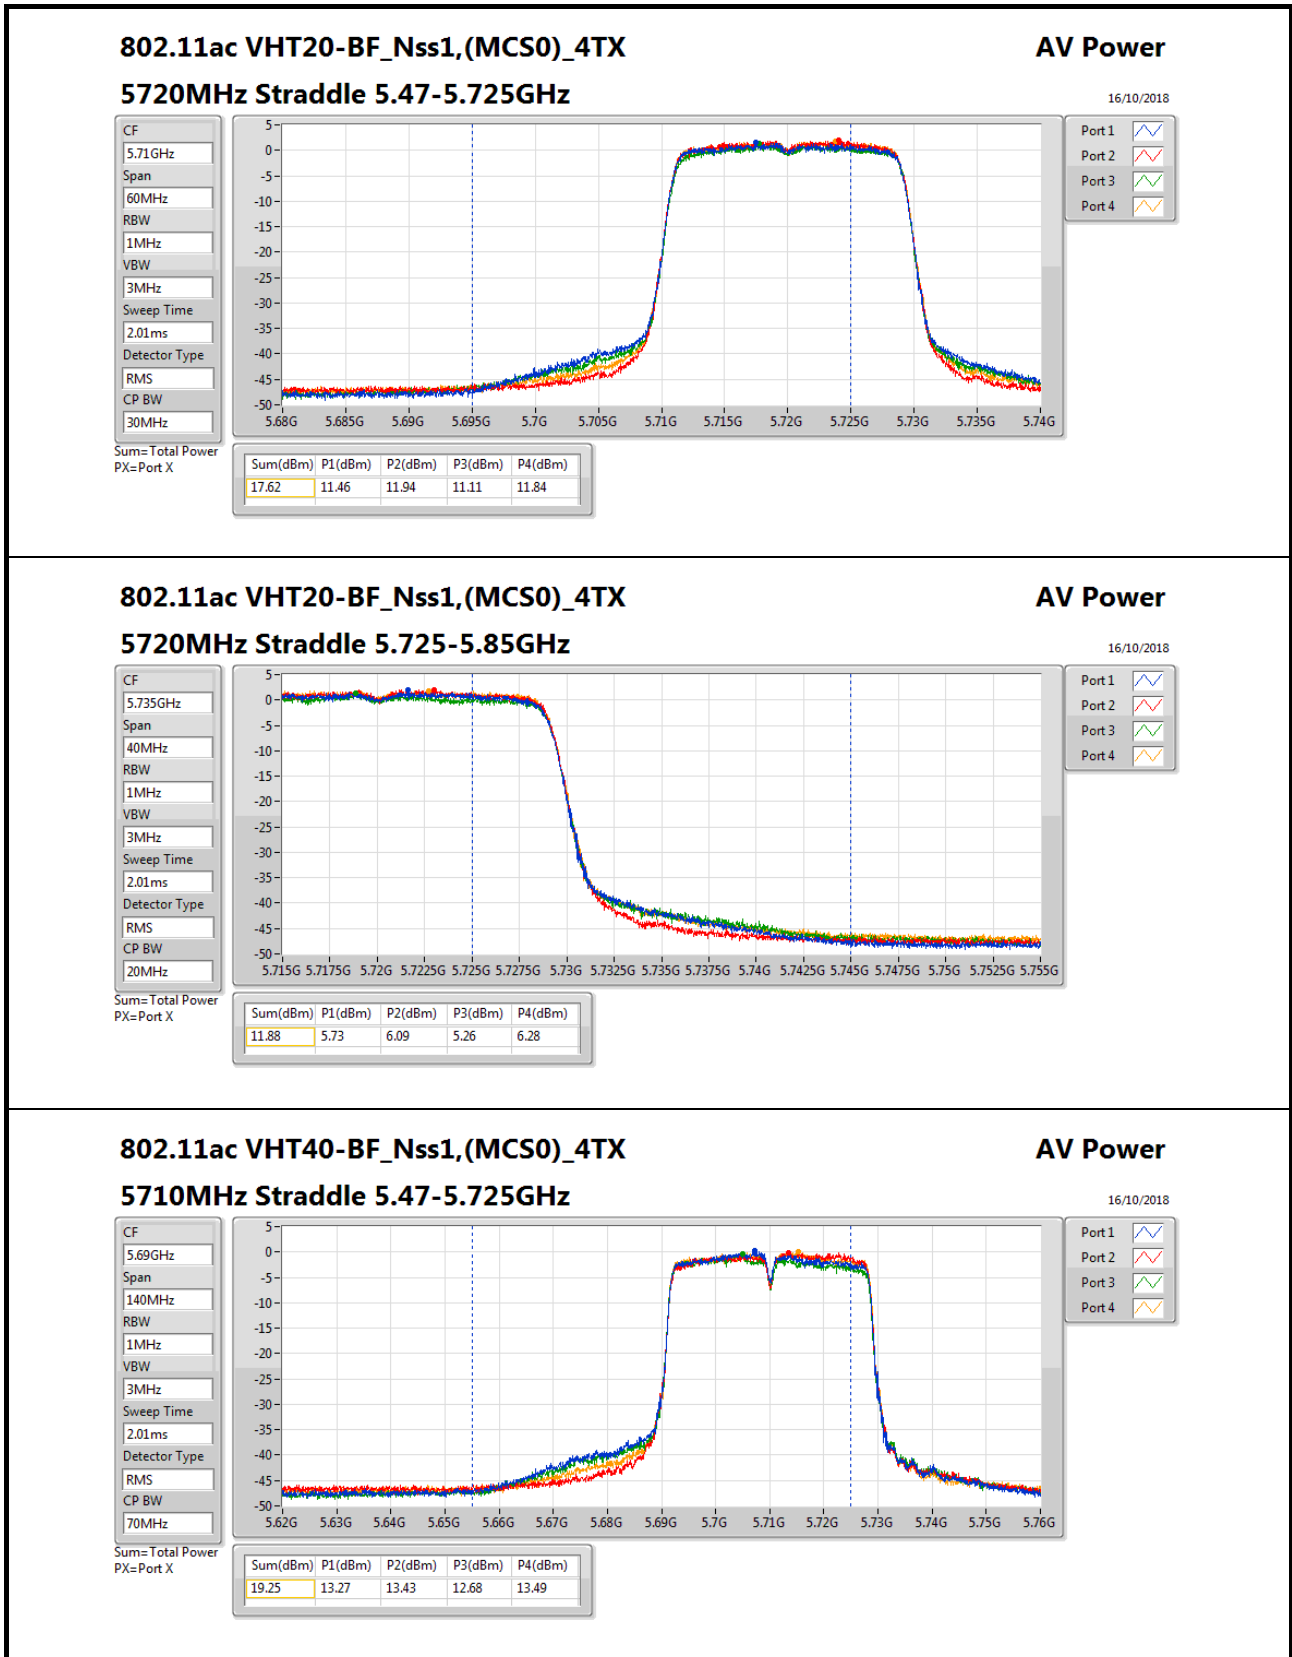 802.11ac VHT20-BF_Nss1,(MCS0)_4TX
AV Power
5720MHz Straddle 5.47-5.725GHz
16/10/2018
CF
5.71GHz
Span
60MHz
RBW
1MHz
VBW
3MHz
Sweep Time
2.01ms
Detector Type
RMS
CP BW
30MHz
Sum=Total Power
PX=Port X
5
0
-5
-10
-15
-20
-25
-30
-35
-40
-45
-50
5.68G 5.685G 5.69G 5.695G 5.7G 5.705G 5.71G 5.715G 5.72G 5.725G 5.73G 5.735G 5.74G
Port 1
Port 2
Port 3
Port 4
Sum(dBm) P1(dBm) P2(dBm) P3(dBm) P4(dBm)
17.62 11.46 11.94 11.11 11.84
802.11ac VHT20-BF_Nss1,(MCS0)_4TX
AV Power
5720MHz Straddle 5.725-5.85GHz
16/10/2018
CF
5.735GHz
Span
40MHz
RBW
1MHz
VBW
3MHz
Sweep Time
2.01ms
Detector Type
RMS
CP BW
20MHz
Sum=Total Power
PX=Port X
5
0
-5
-10
-15
-20
-25
-30
-35
-40
-45
-50
5.715G 5.7175G 5.72G 5.7225G 5.725G 5.7275G 5.73G 5.7325G 5.735G 5.7375G 5.74G 5.7425G 5.745G 5.7475G 5.75G 5.7525G 5.755G
Port 1
Port 2
Port 3
Port 4
Sum(dBm) P1(dBm) P2(dBm) P3(dBm) P4(dBm)
11.88 5.73 6.09 5.26 6.28
802.11ac VHT40-BF_Nss1,(MCS0)_4TX
AV Power
5710MHz Straddle 5.47-5.725GHz
16/10/2018
CF
5.69GHz
Span
140MHz
RBW
1MHz
VBW
3MHz
Sweep Time
2.01ms
Detector Type
RMS
CP BW
70MHz
Sum=Total Power
PX=Port X
5
0
-5
-10
-15
-20
-25
-30
-35
-40
-45
-50
5.62G 5.63G 5.64G 5.65G 5.66G 5.67G 5.68G 5.69G 5.7G 5.71G 5.72G 5.73G 5.74G 5.75G 5.76G
Port 1
Port 2
Port 3
Port 4
Sum(dBm) P1(dBm) P2(dBm) P3(dBm) P4(dBm)
19.25 13.27 13.43 12.68 13.49